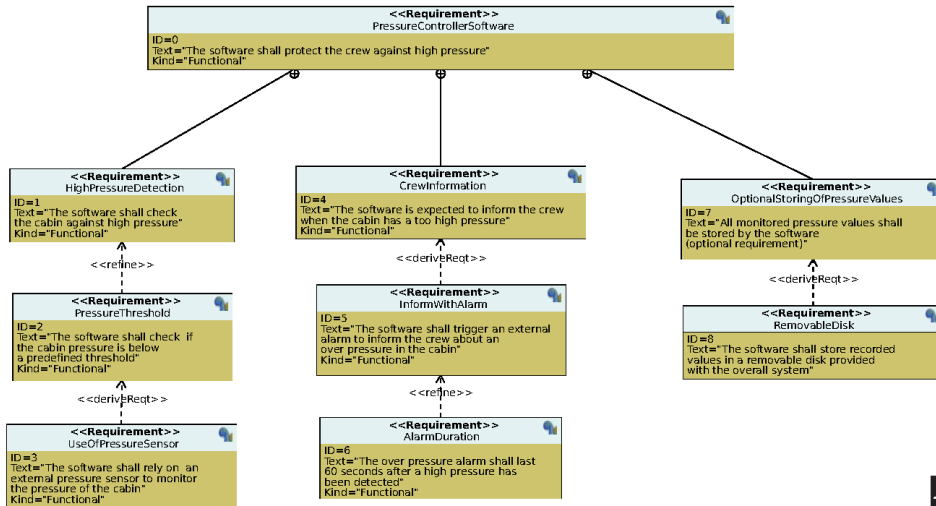 <<Requirement>>
PressureControllerSoftware
ID=0
Text="The software shall protect the crew against high pressure"
Kind="Functional"
<<Requirement>>
HighPressureDetection
ID=1
Text="The software shall check
the cabin against high pressure"
Kind="Functional"
<<refine>>
<<Requirement>>
PressureThreshold
ID=2
Text="The software shall check if
the cabin pressure is below
a predefined threshold"
Kind="Functional"
<<deriveReqt>>
<<Requirement>>
UseOfPressureSensor
ID=3
Text="The software shall rely on an
external pressure sensor to monitor
the pressure of the cabin"
Kind="Functional"
<<Requirement>>
CrewInformation
ID=4
Text="The software is expected to inform the crew
when the cabin has a too high pressure"
Kind="Functional"
<<deriveReqt>>
<<Requirement>>
InformWithAlarm
ID=5
Text="The software shall trigger an external
alarm to inform the crew about an
over pressure in the cabin"
Kind="Functional"
<<refine>>
<<Requirement>>
AlarmDuration
ID=6
Text="The over pressure alarm shall last
60 seconds after a high pressure has
been detected"
Kind="Functional"
<<Requirement>>
OptionalStoringOfPressureValues
ID=7
Text="All monitored pressure values shall
be stored by the software
(optional requirement)"
<<deriveReqt>>
<<Requirement>>
RemovableDisk
ID=8
Text="The software shall store recorded
values in a removable disk provided
with the overall system"